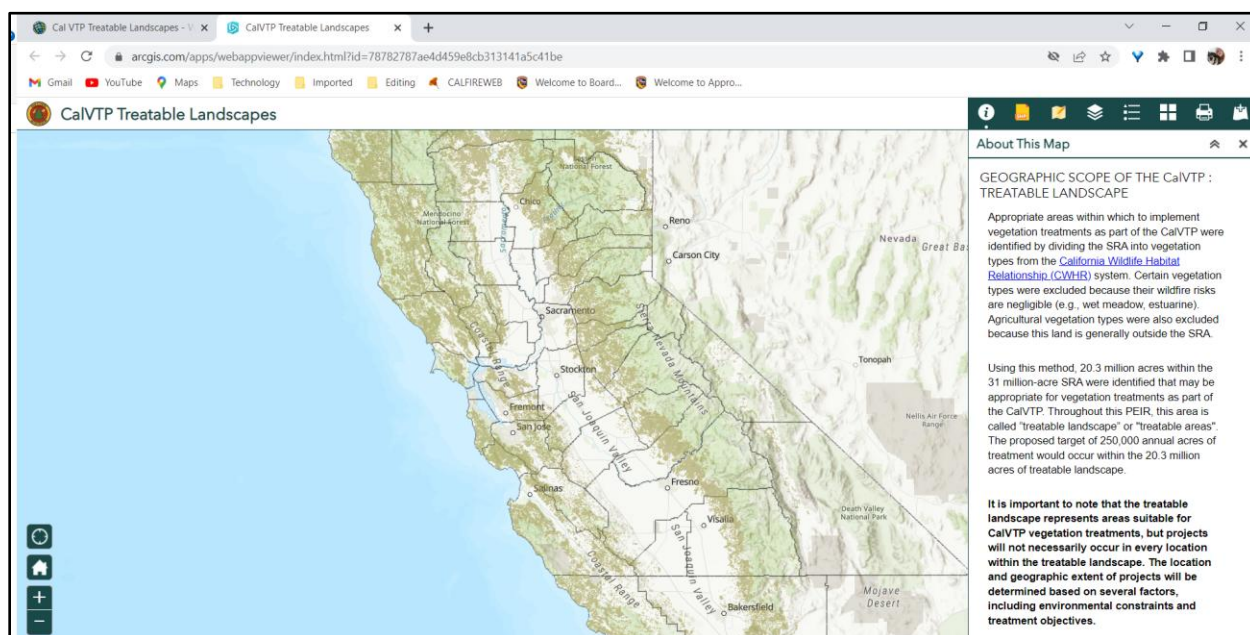 Cal VTP Treatable Landscapes - V
CalVTP Treatable Landscapes
arcgis.com/apps/webappviewer/index.html?id=78782787ae4d459e8cb313141a5c41be
Gmail YouTube Maps Technology Imported Editing CALFIREWEB Welcome to Board... Welcome to Appro...
CalVTP Treatable Landscapes
About This Map
GEOGRAPHIC SCOPE OF THE CalVTP :
TREATABLE LANDSCAPE
Appropriate areas within which to implement
vegetation treatments as part of the CalVTP were
identified by dividing the SRA into vegetation
types from the California Wildlife Habitat
Relationship (CWHR) system. Certain vegetation
types were excluded because their wildfire risks
are negligible (e.g., wet meadow, estuarine).
Agricultural vegetation types were also excluded
because this land is generally outside the SRA.
Using this method, 20.3 million acres within the
31 million-acre SRA were identified that may be
appropriate for vegetation treatments as part of
the CalVTP. Throughout this PEIR, this area is
called "treatable landscape" or "treatable areas".
The proposed target of 250,000 annual acres of
treatment would occur within the 20.3 million
acres of treatable landscape.
It is important to note that the treatable
landscape represents areas suitable for
CalVTP vegetation treatments, but projects
will not necessarily occur in every location
within the treatable landscape. The location
and geographic extent of projects will be
determined based on several factors,
including environmental constraints and
treatment objectives.
National Forest
Chico
Mendocino
National Forest
Sacramento
Reno
Nevada
Great Ba
Carson City
Sacramento
Coastal Range
Sierra Nevada Mountains
Stockton
Tonopah
Fremont
San Jose
San Joaquin Valley
Nellis Air Force
Range
Salinas
Fresno
Visalia
Death Valley
National Park
Coastal Range
San Joaquin Valley
Bakersfield
Mojave
Desert